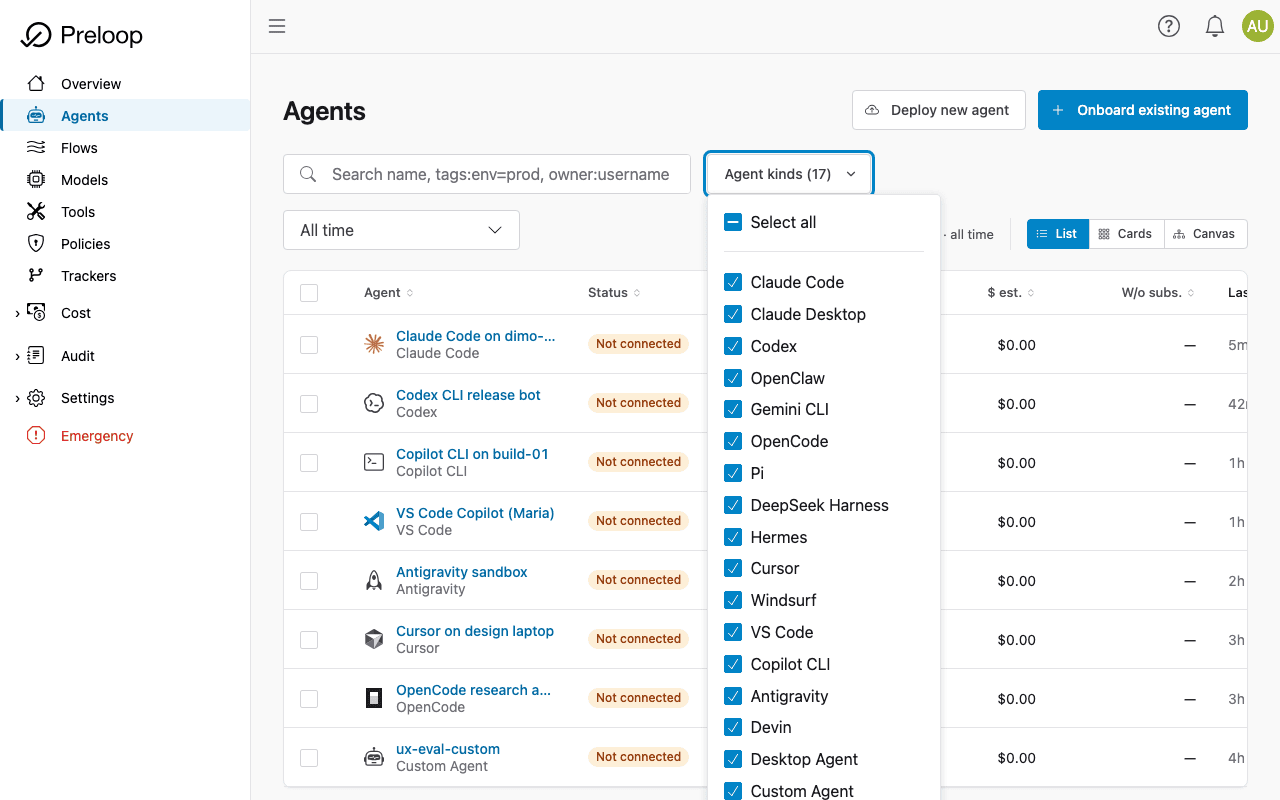 Preloop
AU
Overview
Agents
Flows
Models
Tools
Policies
Trackers
Cost
Audit
Settings
Emergency
Agents
Deploy new agent
Onboard existing agent
Search name, tags:env=prod, owner:username
Agent kinds (17)
All time
· all time
List
Cards
Canvas
Select all
Claude Code
Claude Desktop
Codex
OpenClaw
Gemini CLI
OpenCode
Pi
DeepSeek Harness
Hermes
Cursor
Windsurf
VS Code
Copilot CLI
Antigravity
Devin
Desktop Agent
Custom Agent
Agent Status $ est. W/o subs. Las
Claude Code on dimo-... Not connected $0.00 — 5m
Claude Code
Codex CLI release bot Not connected $0.00 — 42
Codex
Copilot CLI on build-01 Not connected $0.00 — 1h
Copilot CLI
VS Code Copilot (Maria) Not connected $0.00 — 1h
VS Code
Antigravity sandbox Not connected $0.00 — 2h
Antigravity
Cursor on design laptop Not connected $0.00 — 3h
Cursor
OpenCode research a... Not connected $0.00 — 3h
OpenCode
ux-eval-custom Not connected $0.00 — 4h
Custom Agent